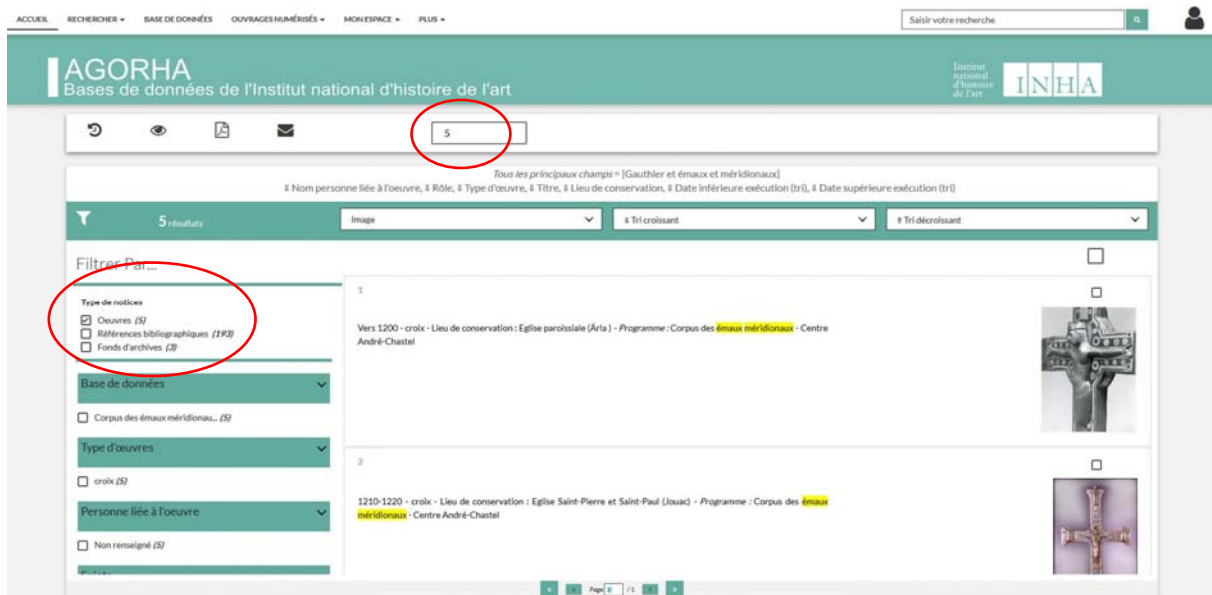 ACCUEIL RECHERCHER BASE DE DONNÉES OUVRAGES NUMÉRISÉS MON ESPACE PLUS Saisir votre recherche
AGORHA
Bases de données de l'Institut national d'histoire de l'art
Institut
national
d'histoire
de l'art
INHA
5
Tous les principaux champs = [Gauthier et émaux et méridionaux]
Nom personne liée à l'oeuvre, Rôle, Type d'œuvre, Titre, Lieu de conservation, Date inférieure exécution (tri), Date supérieure exécution (tri)
5 résultats Image Tri croissant Tri décroissant
Filtrer Par...
Type de notices
Oeuvres (5)
Références bibliographiques (193)
Fonds d'archives (3)
Base de données
Corpus des émaux méridionau... (5)
Type d'œuvres
croix (5)
Personne liée à l'oeuvre
Non renseigné (5)
1
Vers 1200 - croix - Lieu de conservation : Eglise paroissiale (Ärla ) - Programme : Corpus des émaux méridionaux - Centre
André-Chastel
2
1210-1220 - croix - Lieu de conservation : Eglise Saint-Pierre et Saint-Paul (Jouac) - Programme : Corpus des émaux
méridionaux - Centre André-Chastel
Page /1